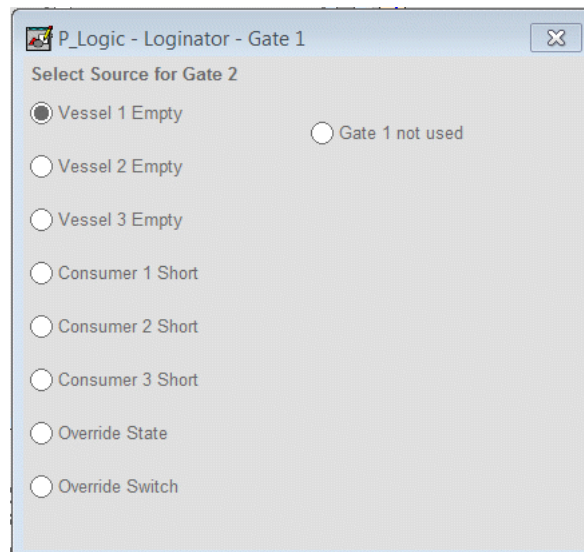 P_Logic - Loginator - Gate 1
Select Source for Gate 2
Vessel 1 Empty
Gate 1 not used
Vessel 2 Empty
Vessel 3 Empty
Consumer 1 Short
Consumer 2 Short
Consumer 3 Short
Override State
Override Switch